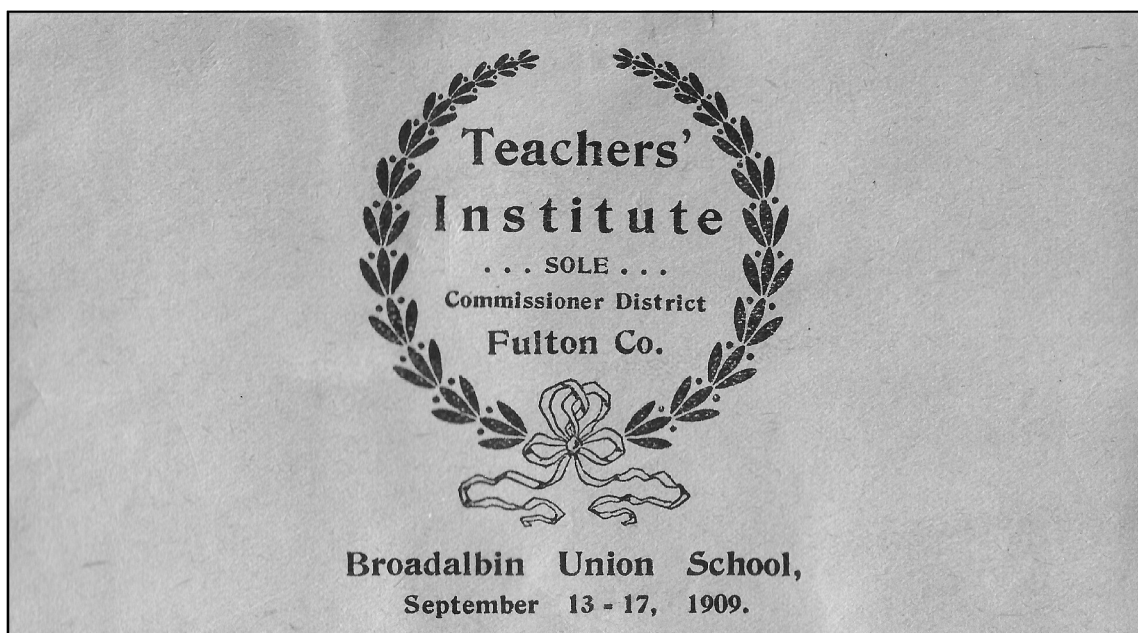 Teachers'
Institute
... SOLE ...
Commissioner District
Fulton Co.
Broadalbin Union School,
September 13 - 17, 1909.